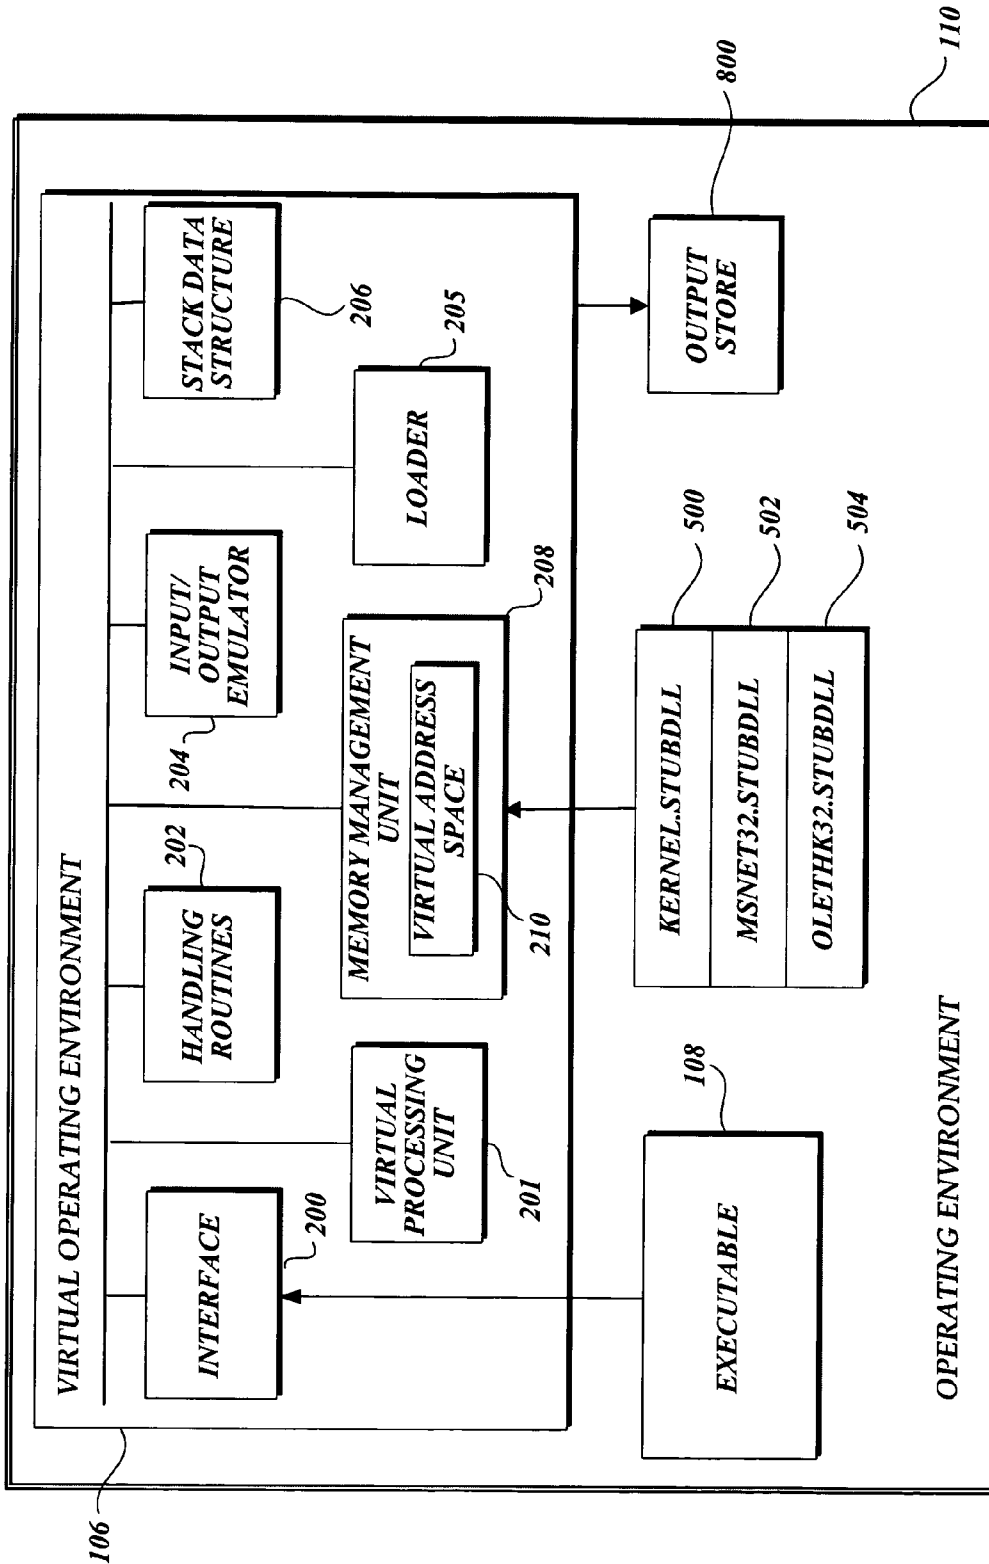 VIRTUAL OPERATING ENVIRONMENT
106
INTERFACE
200
HANDLING
ROUTINES
202
INPUT/
OUTPUT
EMULATOR
204
STACK DATA
STRUCTURE
206
VIRTUAL
PROCESSING
UNIT
201
MEMORY MANAGEMENT
UNIT
208
VIRTUAL ADDRESS
SPACE
210
LOADER
205
EXECUTABLE
108
KERNEL.STUBDLL
500
MSNET32.STUBDLL
502
OLETHK32.STUBDLL
504
OUTPUT
STORE
800
OPERATING ENVIRONMENT
110